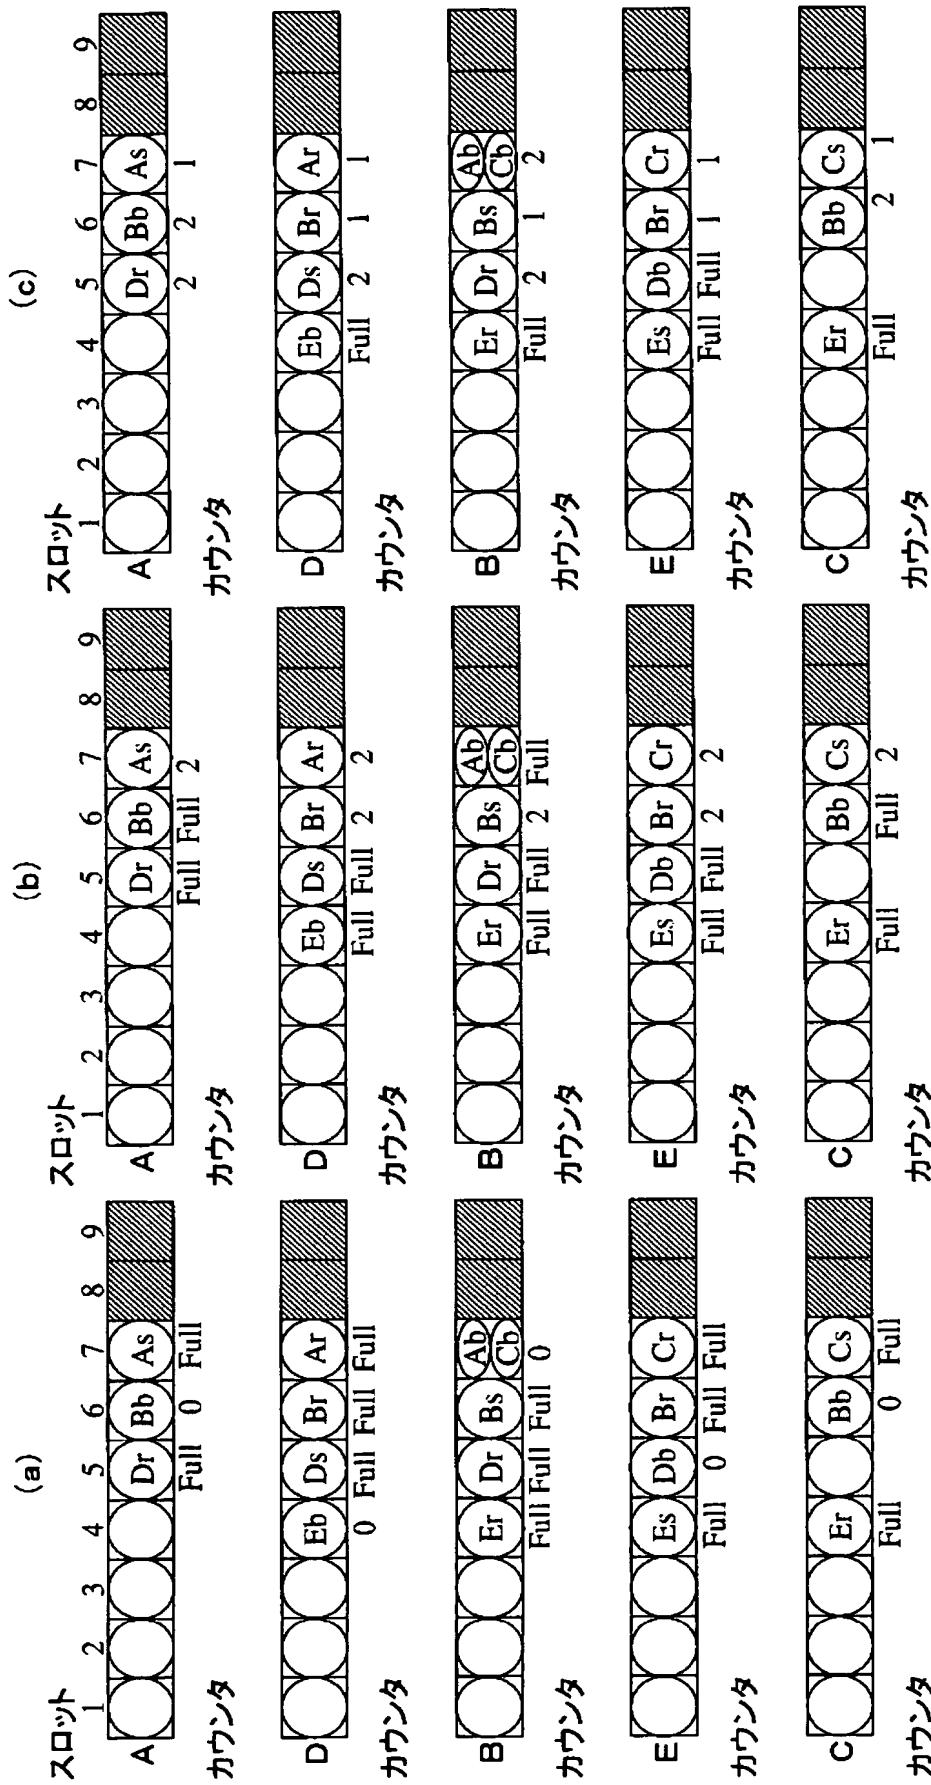 (a)
スロット
1 2 3 4 5 6 7 8 9
A Dr Bb As
カウンタ Full 0 Full
D Eb Ds Br Ar
カウンタ 0 Full Full Full
B Er Dr Bs Ab Cb
カウンタ Full Full Full 0
E Es Db Br Cr
カウンタ Full 0 Full Full
C Er Bb Cs
カウンタ Full 0 Full
(b)
スロット
1 2 3 4 5 6 7 8 9
A Dr Bb As
カウンタ Full Full 2
D Eb Ds Br Ar
カウンタ Full Full 2 2
B Er Dr Bs Ab Cb
カウンタ Full Full 2 Full
E Es Db Br Cr
カウンタ Full Full 2 2
C Er Bb Cs
カウンタ Full Full 2
(c)
スロット
1 2 3 4 5 6 7 8 9
A Dr Bb As
カウンタ 2 2 1
D Eb Ds Br Ar
カウンタ Full 2 1 1
B Er Dr Bs Ab Cb
カウンタ Full 2 1 2
E Es Db Br Cr
カウンタ Full Full 1 1
C Er Bb Cs
カウンタ Full 2 1